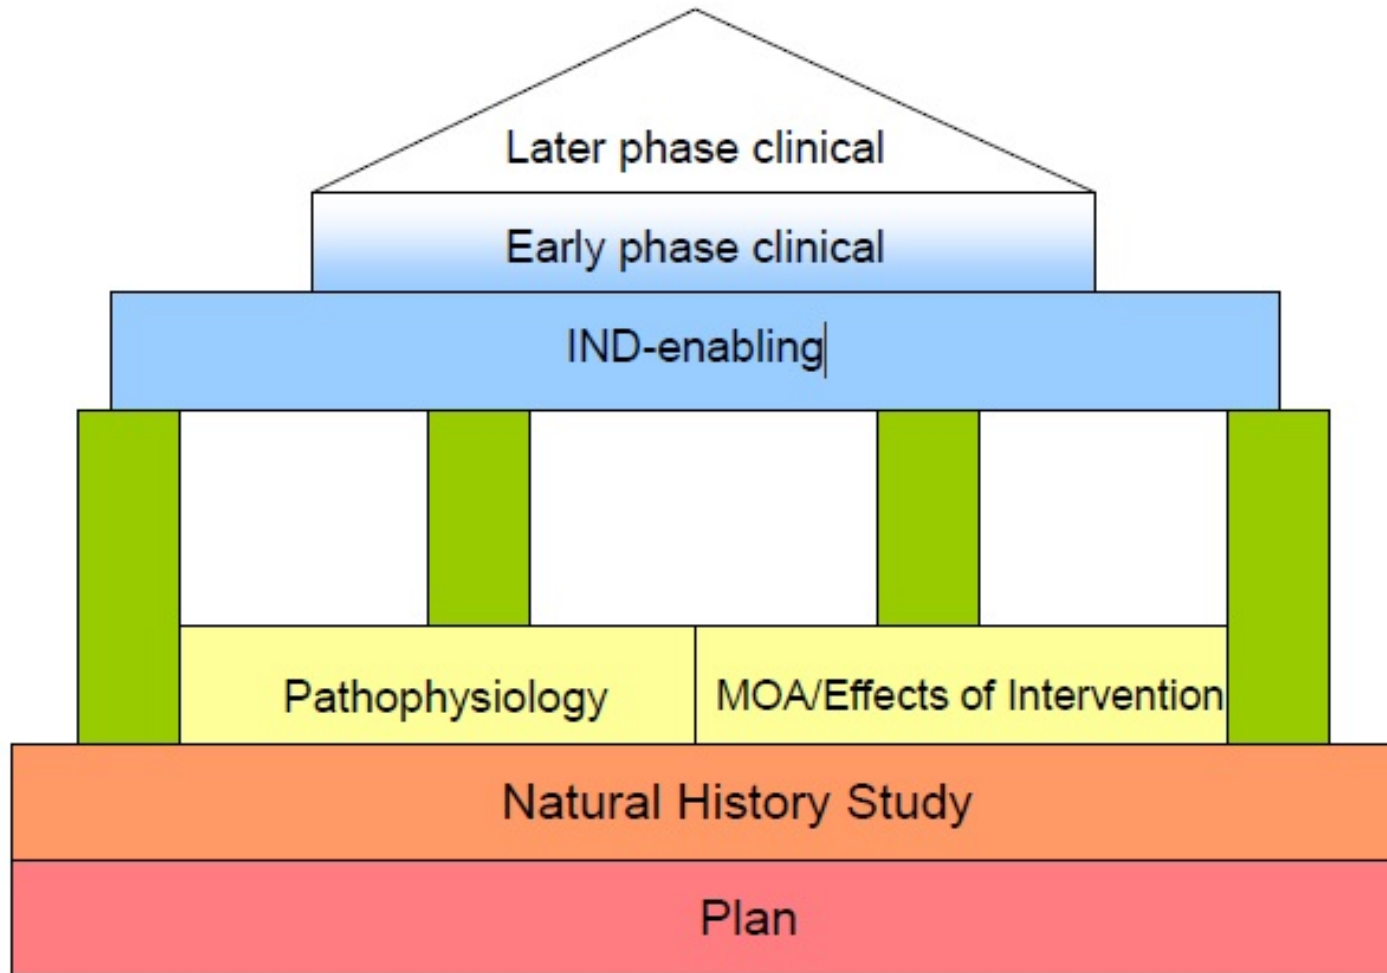 Later phase clinical
Early phase clinical
IND-enabling
Pathophysiology
MOA/Effects of Intervention
Natural History Study
Plan